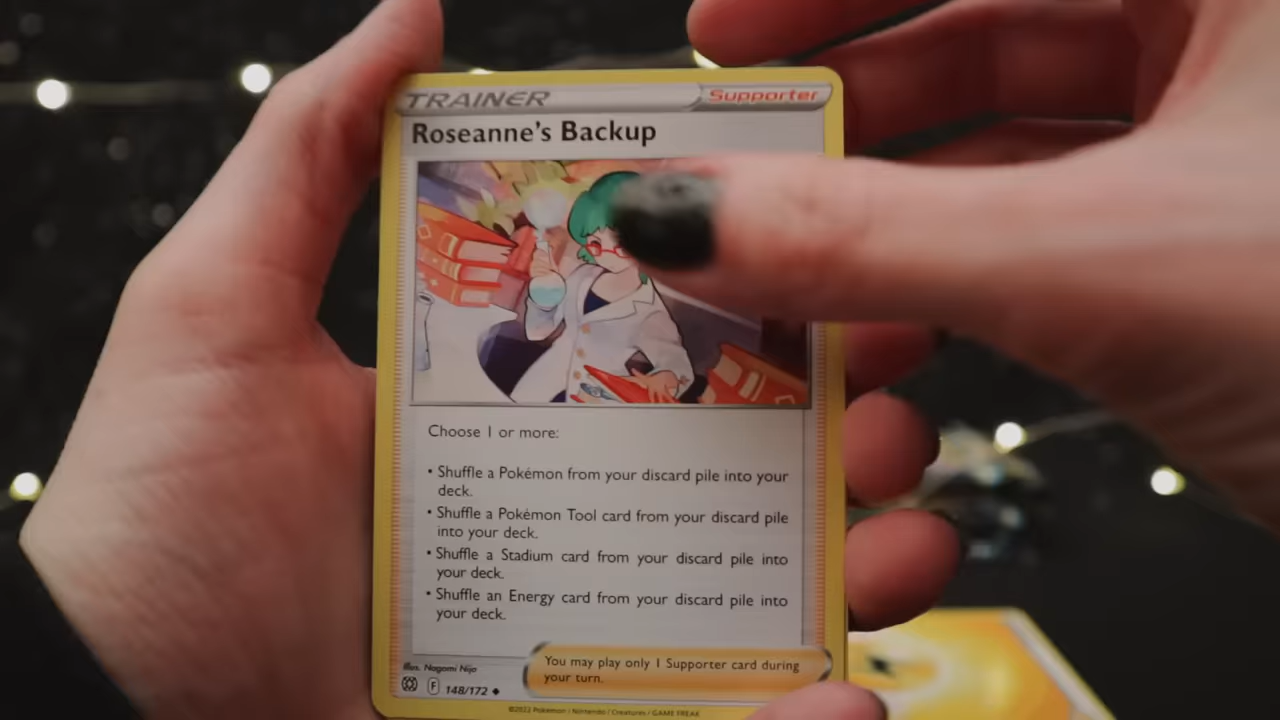 TRAINER Supporter
Roseanne's Backup
Choose 1 or more:
• Shuffle a Pokémon from your discard pile into your
deck.
• Shuffle a Pokémon Tool card from your discard pile
into your deck.
• Shuffle a Stadium card from your discard pile into
your deck.
• Shuffle an Energy card from your discard pile into
your deck.
You may play only 1 Supporter card during
your turn.
Illus. Nagomi Nijo
F 148/172
©2022 Pokémon / Nintendo / Creatures / GAME FREAK